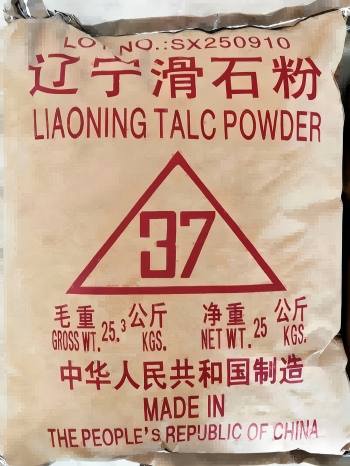 LOT NO.:SX250910
辽宁滑石粉
LIAONING TALC POWDER
37
毛重 25.3 公斤 净重 25 公斤
GROSS WT. KGS. NET WT. KGS.
中华人民共和国制造
MADE IN
THE PEOPLE'S REPUBLIC OF CHINA